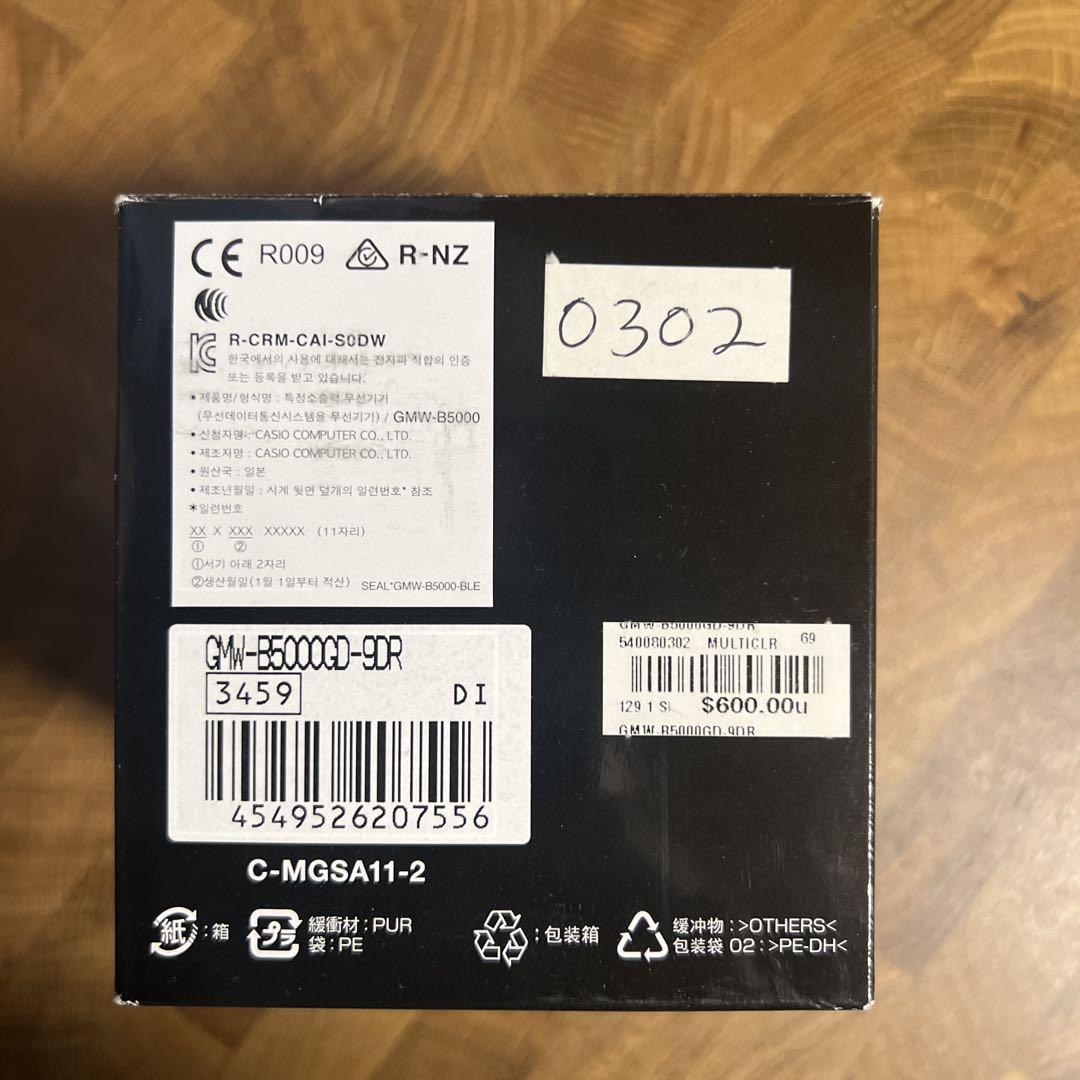 CE R009 R-NZ
R-CRM-CAI-S0DW
한국에서의 사용에 대해서는 전자파 적합의 인증
또는 등록을 받고 있습니다.
• 제품명/형식명 : 특정소출력 무선기기
(무선데이터통신시스템용 무선기기) / GMW-B5000
• 신청자명 : CASIO COMPUTER CO., LTD.
• 제조자명 : CASIO COMPUTER CO., LTD.
• 원산국 : 일본
• 제조년월일 : 시계 뒷면 덮개의 일련번호* 참조
*일련번호
XX X XXX XXXXX (11자리)
① ②
①서기 아래 2자리
②생산월일(1월 1일부터 적산) SEAL*GMW-B5000-BLE
0302
GMW-B5000GD-9DR
3459 DI
4549526207556
C-MGSA11-2
GMW-B5000GD-9DR
540080302 MULTICLR G9
129 1 S $600.00u
GMW-B5000GD-9DR
紙 : 箱
プラ 緩衝材 : PUR
袋 : PE
: 包装箱
缓冲物 : >OTHERS<
包装袋 02 : >PE-DH<